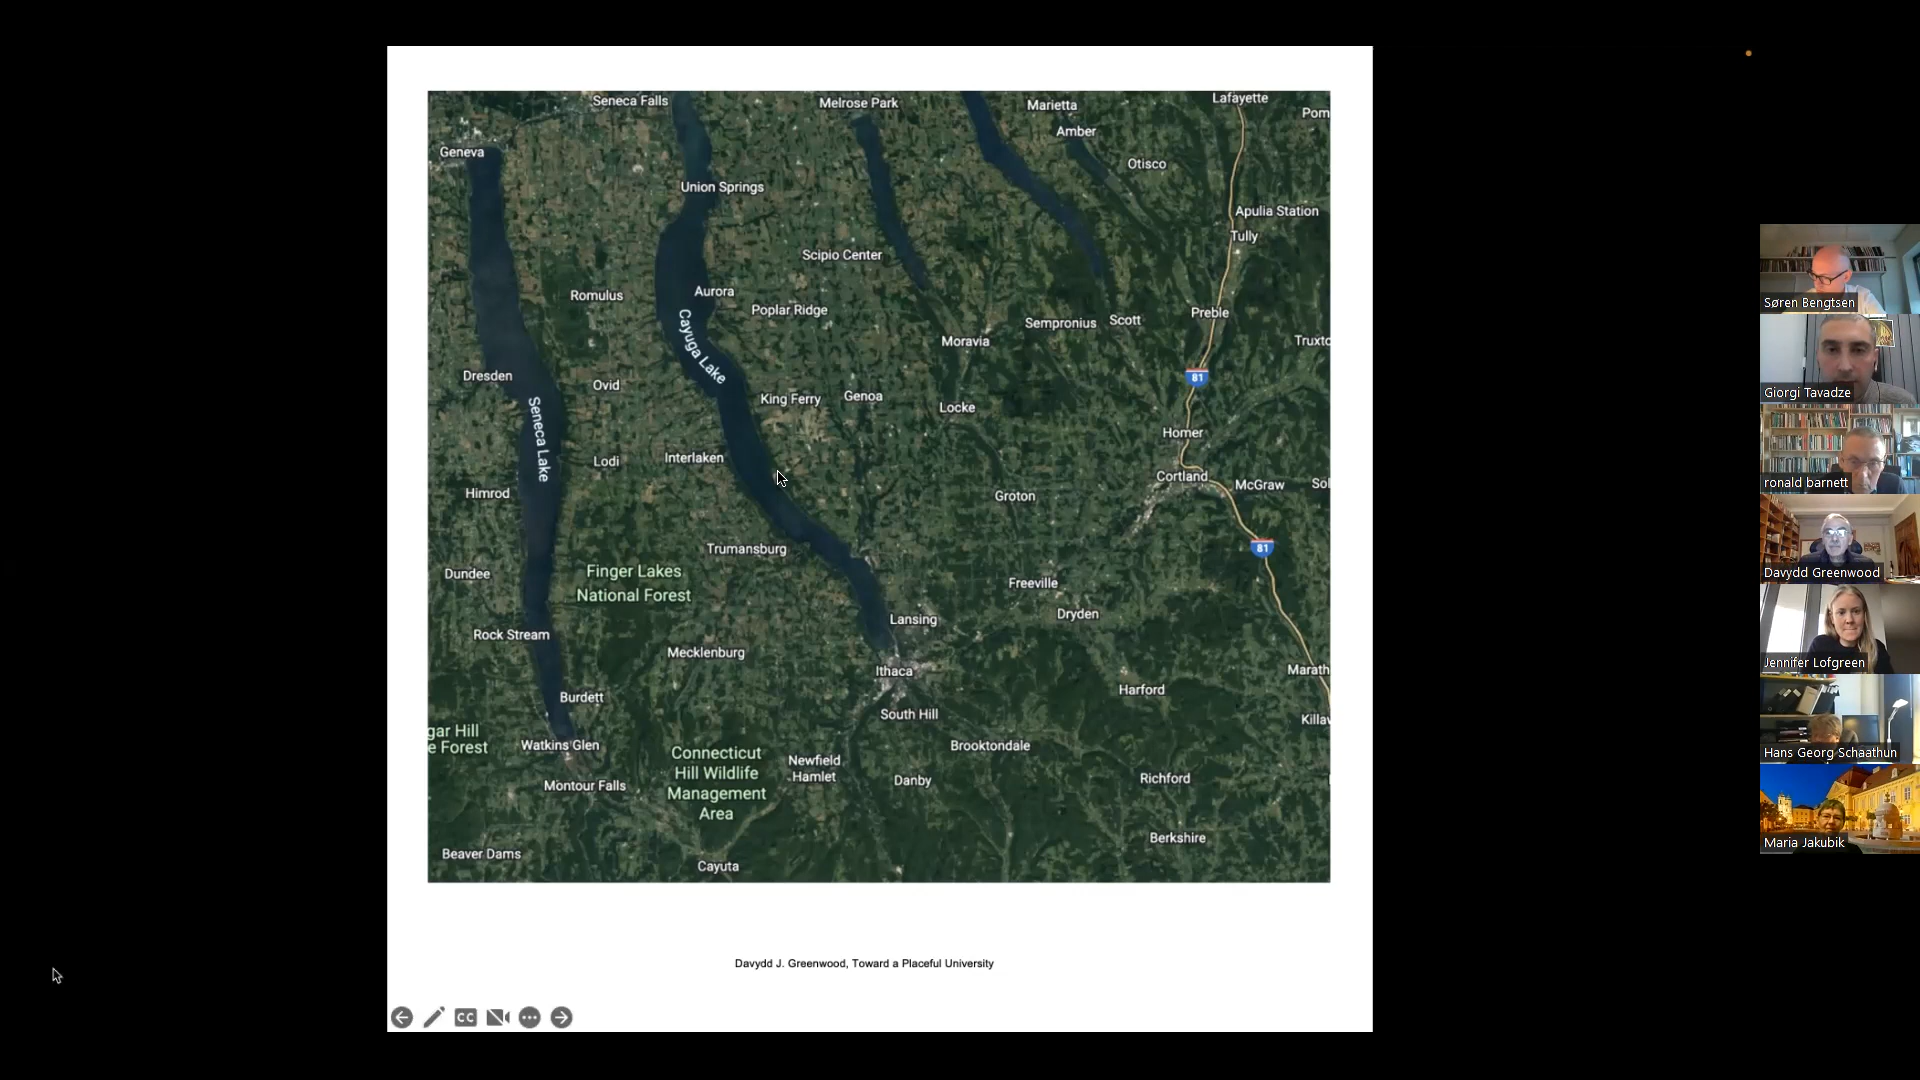 Seneca Falls
Melrose Park
Marietta
Lafayette
Pom
Amber
Geneva
Otisco
Union Springs
Apulia Station
Tully
Scipio Center
Romulus
Aurora
Poplar Ridge
Preble
Sempronius
Scott
Moravia
Truxto
Cayuga Lake
Dresden
Ovid
81
King Ferry
Genoa
Locke
Seneca Lake
Homer
Lodi
Interlaken
Cortland
McGraw
Sol
Himrod
Groton
Trumansburg
81
Dundee
Finger Lakes
National Forest
Freeville
Dryden
Lansing
Rock Stream
Mecklenburg
Ithaca
Marath
Harford
Burdett
South Hill
Killav
gar Hill
e Forest
Watkins Glen
Brooktondale
Connecticut
Hill Wildlife
Management
Area
Newfield
Hamlet
Danby
Richford
Montour Falls
Berkshire
Beaver Dams
Cayuta
Davydd J. Greenwood, Toward a Placeful University
CC
Søren Bengtsen
Giorgi Tavadze
ronald barnett
Davydd Greenwood
Jennifer Lofgreen
Hans Georg Schaathun
Maria Jakubik